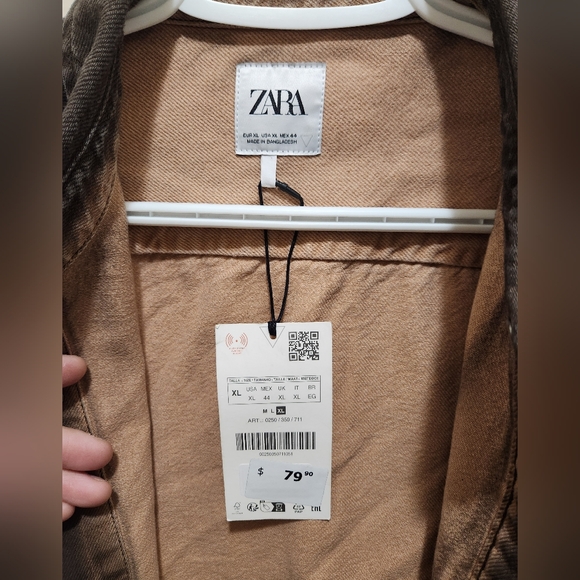 ZARA
EUR XL USA XL MEX 44
MADE IN BANGLADESH
XL
USA MEX UK IT BR
XL 44 XL XL EG
M L XL
ART.: 0250 / 350 / 711
$ 79 90